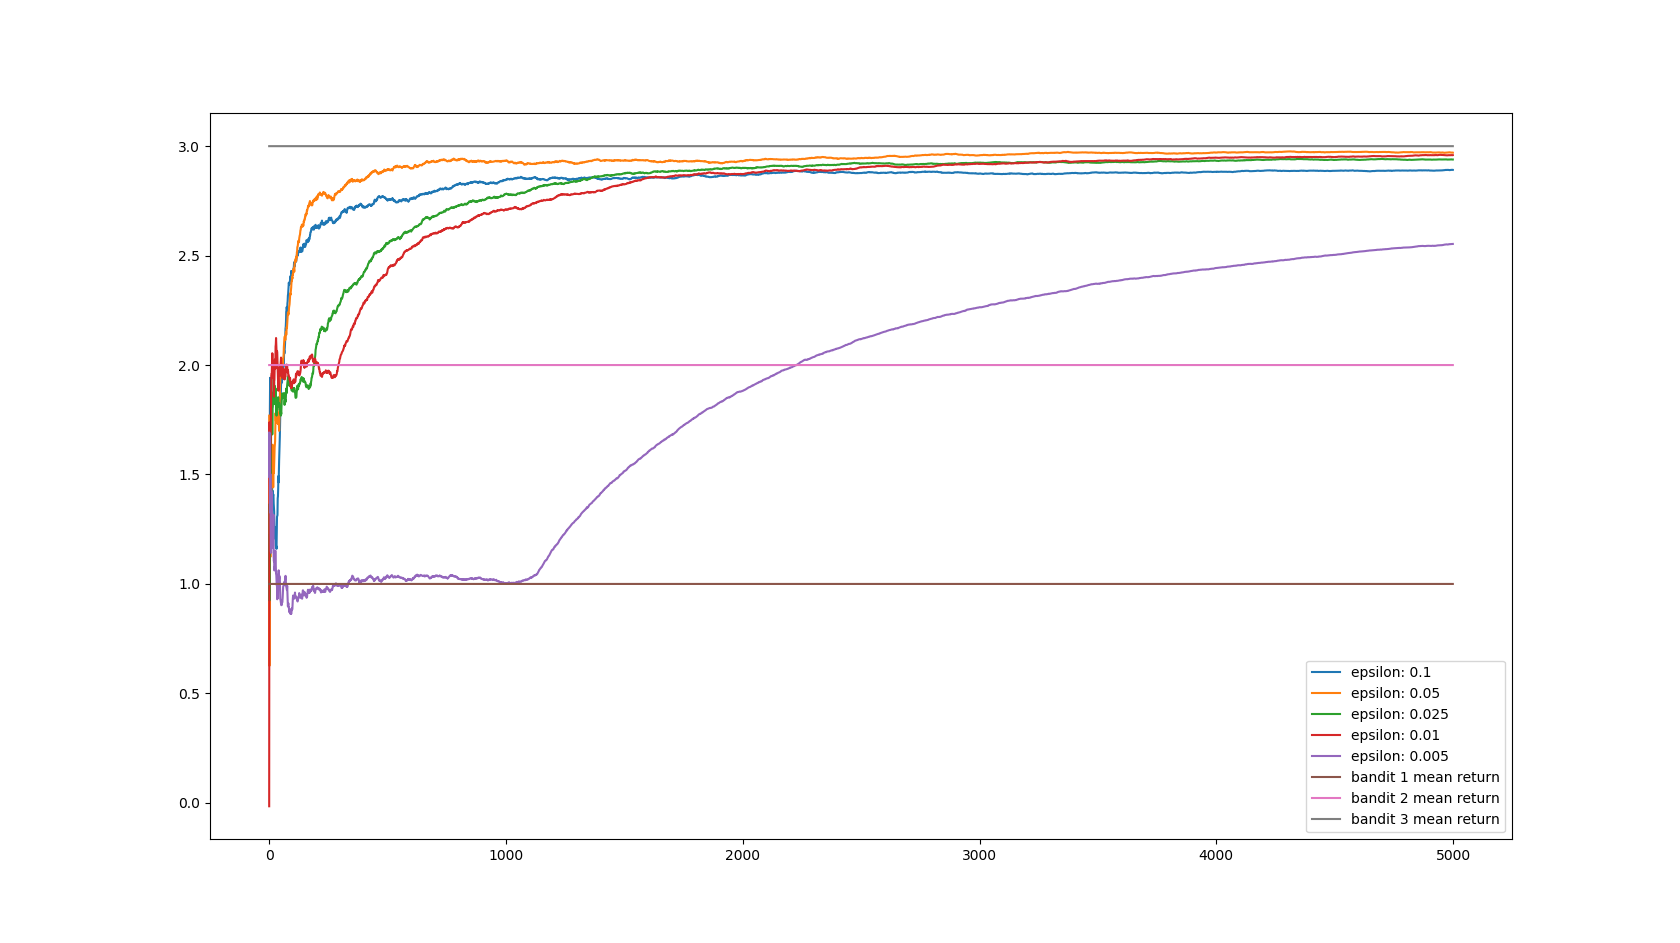 3.0
2.5
2.0
1.5
1.0
0.5
0.0
epsilon: 0.1
epsilon: 0.05
epsilon: 0.025
epsilon: 0.01
epsilon: 0.005
bandit 1 mean return
bandit 2 mean return
bandit 3 mean return
0 1000 2000 3000 4000 5000